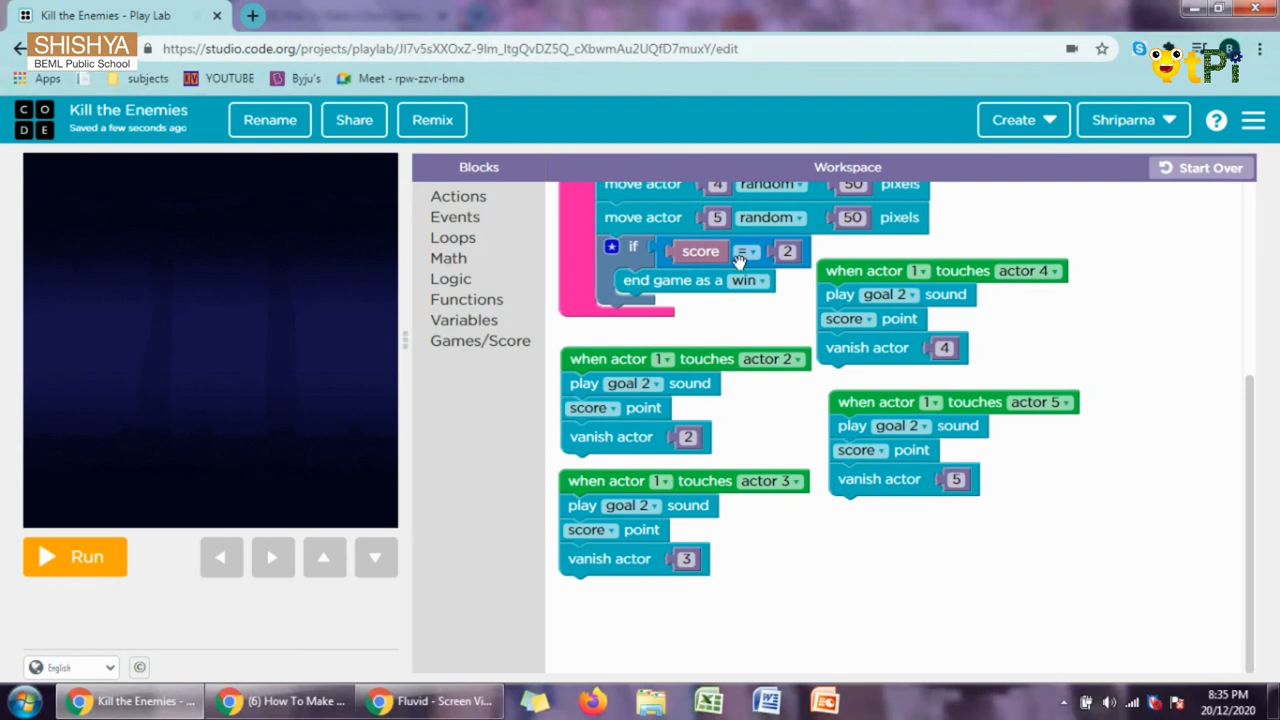 Kill the Enemies - Play Lab
SHISHYA
BEML Public School
https://studio.code.org/projects/playlab/Jl7v5sXXOxZ-9lm_ltgQvDZ5Q_cXbwmAu2UQfD7muxY/edit
tPi
Apps
subjects
YOUTUBE
Byju's
Meet - rpw-zzvr-bma
C O
D E
Kill the Enemies
Saved a few seconds ago
Rename
Share
Remix
Create
Shriparna
?
Blocks
Workspace
Start Over
Actions
Events
Loops
Math
Logic
Functions
Variables
Games/Score
move actor 4 random 50 pixels
move actor 5 random 50 pixels
if score = 2
end game as a win
when actor 1 touches actor 2
play goal 2 sound
score point
vanish actor 2
when actor 1 touches actor 3
play goal 2 sound
score point
vanish actor 3
when actor 1 touches actor 4
play goal 2 sound
score point
vanish actor 4
when actor 1 touches actor 5
play goal 2 sound
score point
vanish actor 5
Run
English
©
Kill the Enemies - ...
(6) How To Make ...
Fluvid - Screen Vi...
8:35 PM
20/12/2020